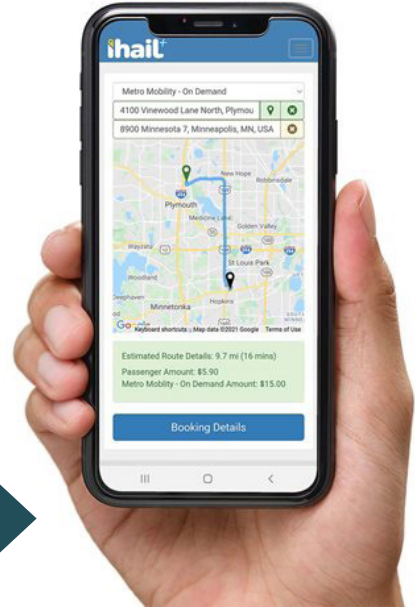 ihail+
Metro Mobility - On Demand
4100 Vinewood Lane North, Plymou
8900 Minnesota 7, Minneapolis, MN, USA
New Hope
Robbinsdale
Plymouth
Medicine Lake
Golden Valley
Wayzata
St Louis Park
Woodland
Deephaven
Hopkins
Minnetonka
Google
Keyboard shortcuts
Map data ©2021 Google
Terms of Use
Estimated Route Details: 9.7 mi (16 mins)
Passenger Amount: $5.90
Metro Moblity - On Demand Amount: $15.00
Booking Details